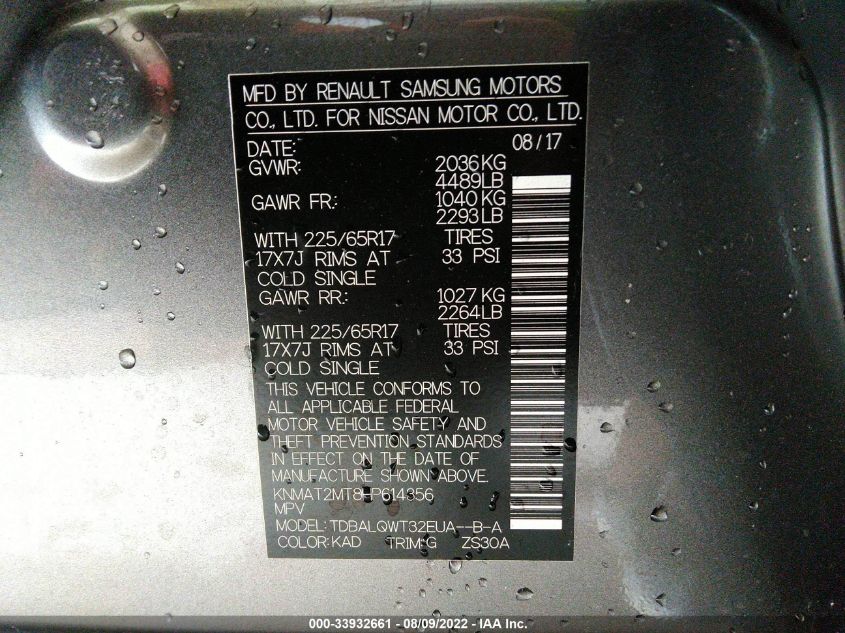 MFD BY RENAULT SAMSUNG MOTORS
CO., LTD. FOR NISSAN MOTOR CO., LTD.
DATE: 08/17
GVWR: 2036KG
4489LB
GAWR FR.: 1040KG
2293LB
WITH 225/65R17 TIRES
17X7J RIMS AT 33 PSI
COLD SINGLE
GAWR RR.: 1027KG
2264LB
WITH 225/65R17 TIRES
17X7J RIMS AT 33 PSI
COLD SINGLE
THIS VEHICLE CONFORMS TO
ALL APPLICABLE FEDERAL
MOTOR VEHICLE SAFETY AND
THEFT PREVENTION STANDARDS
IN EFFECT ON THE DATE OF
MANUFACTURE SHOWN ABOVE.
KNMAT2MT8HP614356
MPV
MODEL: TDBALQWT32EUA--B-A
COLOR: KAD TRIM:G ZS30A
000-33932661 - 08/09/2022 - IAA Inc.